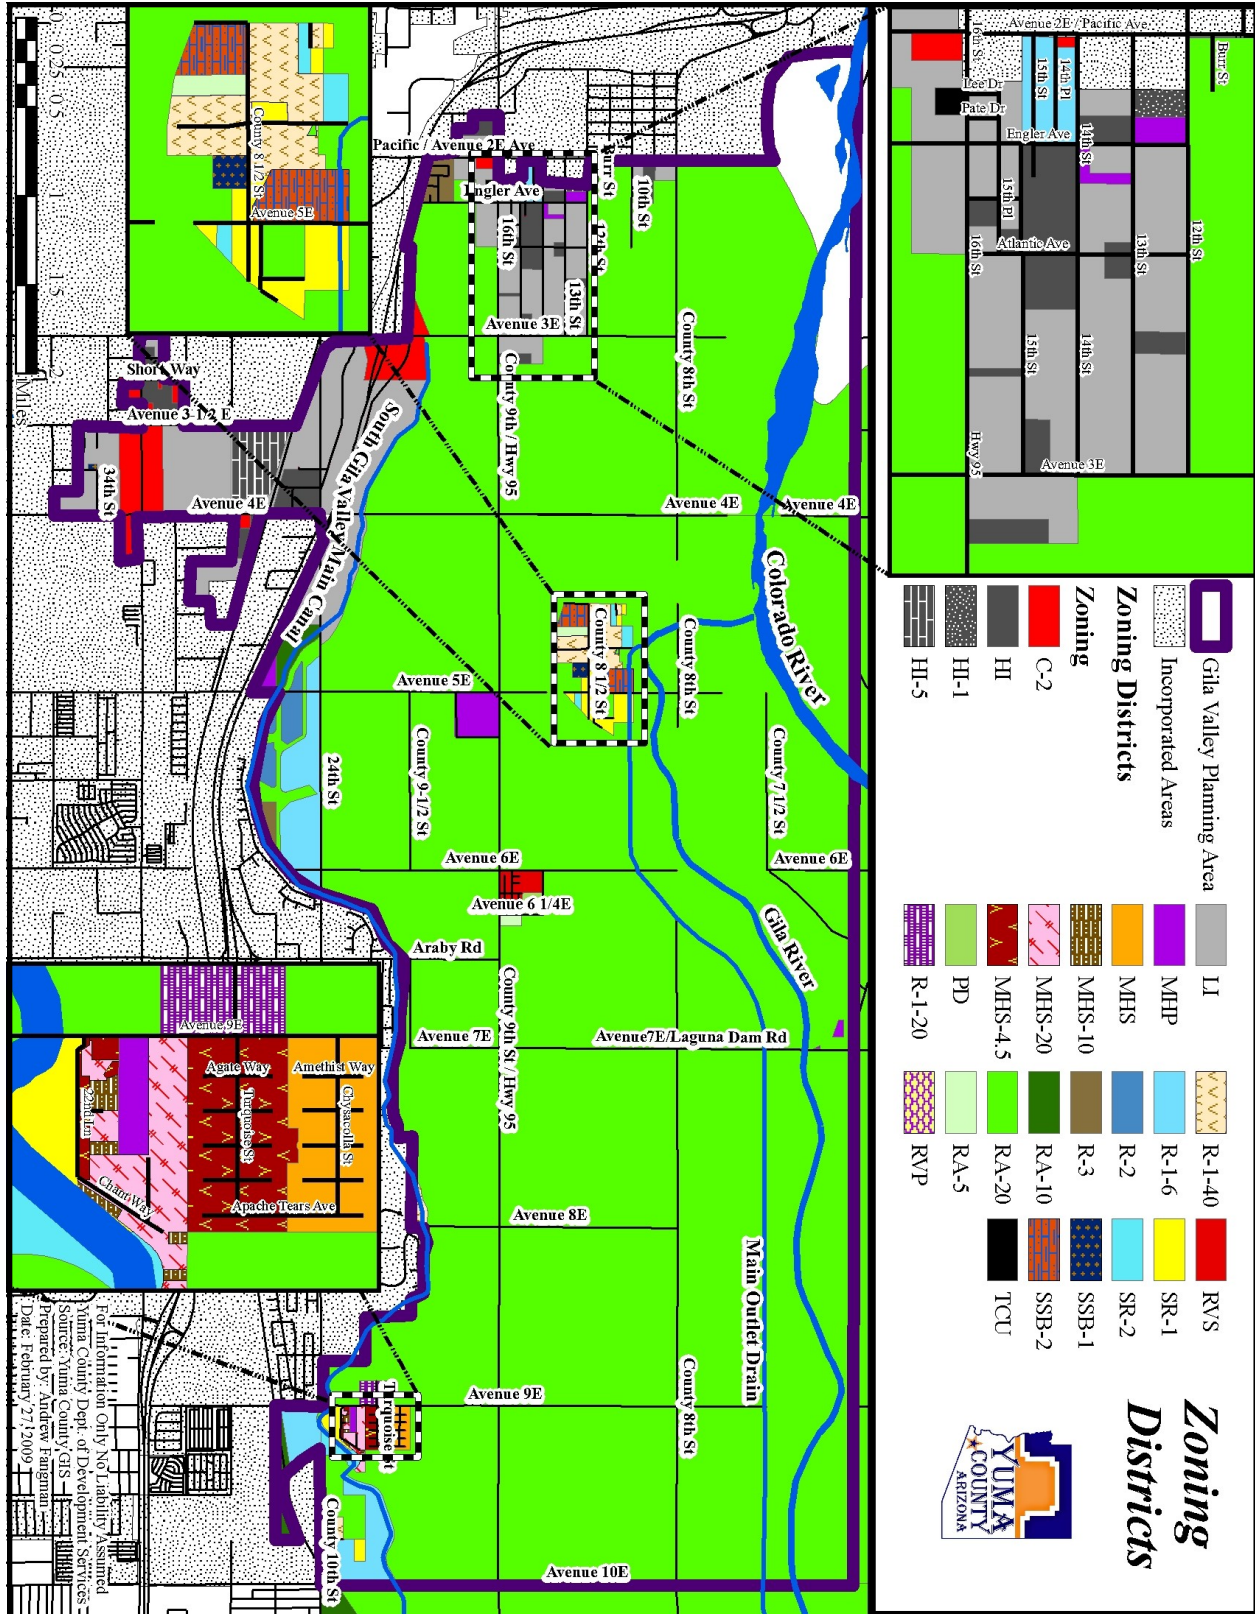 Zoning
Districts
YUMA
COUNTY
ARIZONA
Gila Valley Planning Area
Incorporated Areas
Zoning Districts
Zoning
C-2
HI
HI-1
HI-5
LI
MHP
MHS
MHS-10
MHS-20
MHS-4.5
PD
R-1-20
R-1-40
R-1-6
R-2
R-3
RA-10
RA-20
RA-5
RVP
RVS
SR-1
SR-2
SSB-1
SSB-2
TCU
Avenue 2E / Pacific Ave
Burr St
16th S
Lee Dr
Pate Dr
15th St
14th Pl
Engler Ave
14th St
15th Pl
Atlantic Ave
16th St
13th St
12th St
15th St
14th St
Hwy 95
Avenue 3E
Pacific / Avenue 2E Ave
Burr St
10th St
Engler Ave
16th St
12th St
13th St
Avenue 3E
County 8th St
County 9th / Hwy 95
Short Way
Avenue 3 1/2 E
34th St
Avenue 4E
South Gila Valley Main Canal
Avenue 4E
Avenue 4E
Colorado River
County 8 1/2 St
County 8th St
Avenue 5E
24th St
County 9-1/2 St
County 7 1/2 St
Avenue 6E
Avenue 6E
Avenue 6 1/4E
Gila River
Araby Rd
County 9th St / Hwy 95
Avenue 7E
Avenue7E/Laguna Dam Rd
Avenue 8E
Main Outlet Drain
Avenue 9E
County 8th St
Turquoise St
County 10th St
Avenue 10E
County 8 1/2 St
Avenue 5E
Avenue 9E
Agate Way
Amethist Way
Turquoise St
Chysacolla St
22nd Ln
Chant Way
Apache Tears Ave
0 0.25 0.5 1 1.5 2
Miles
For Information Only No Liability Assumed
Yuma County Dept. of Development Services
Source: Yuma County GIS
Prepared by: Andrew Fangman
Date: February 27, 2009